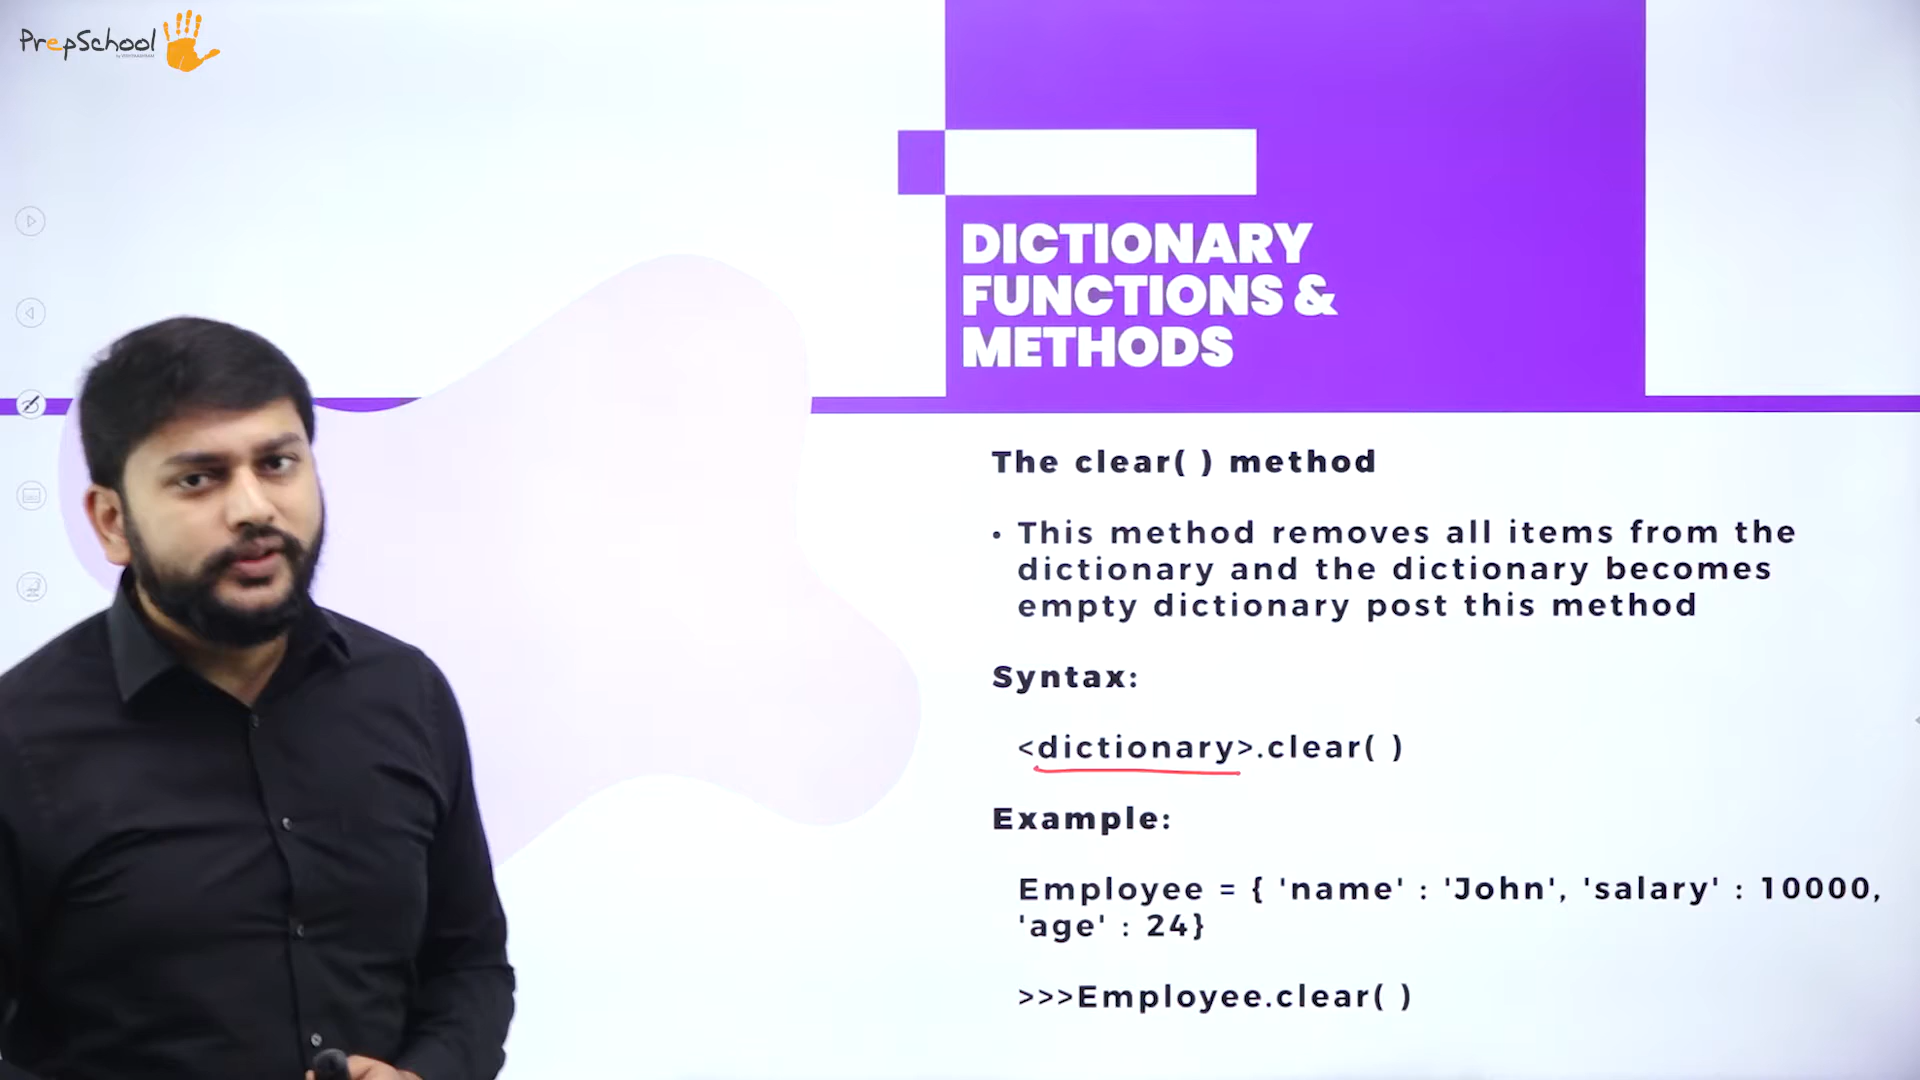 PrepSchool
DICTIONARY
FUNCTIONS &
METHODS
The clear( ) method
• This method removes all items from the
dictionary and the dictionary becomes
empty dictionary post this method
Syntax:
<dictionary>.clear( )
Example:
Employee = { 'name' : 'John', 'salary' : 10000,
'age' : 24}
>>>Employee.clear( )